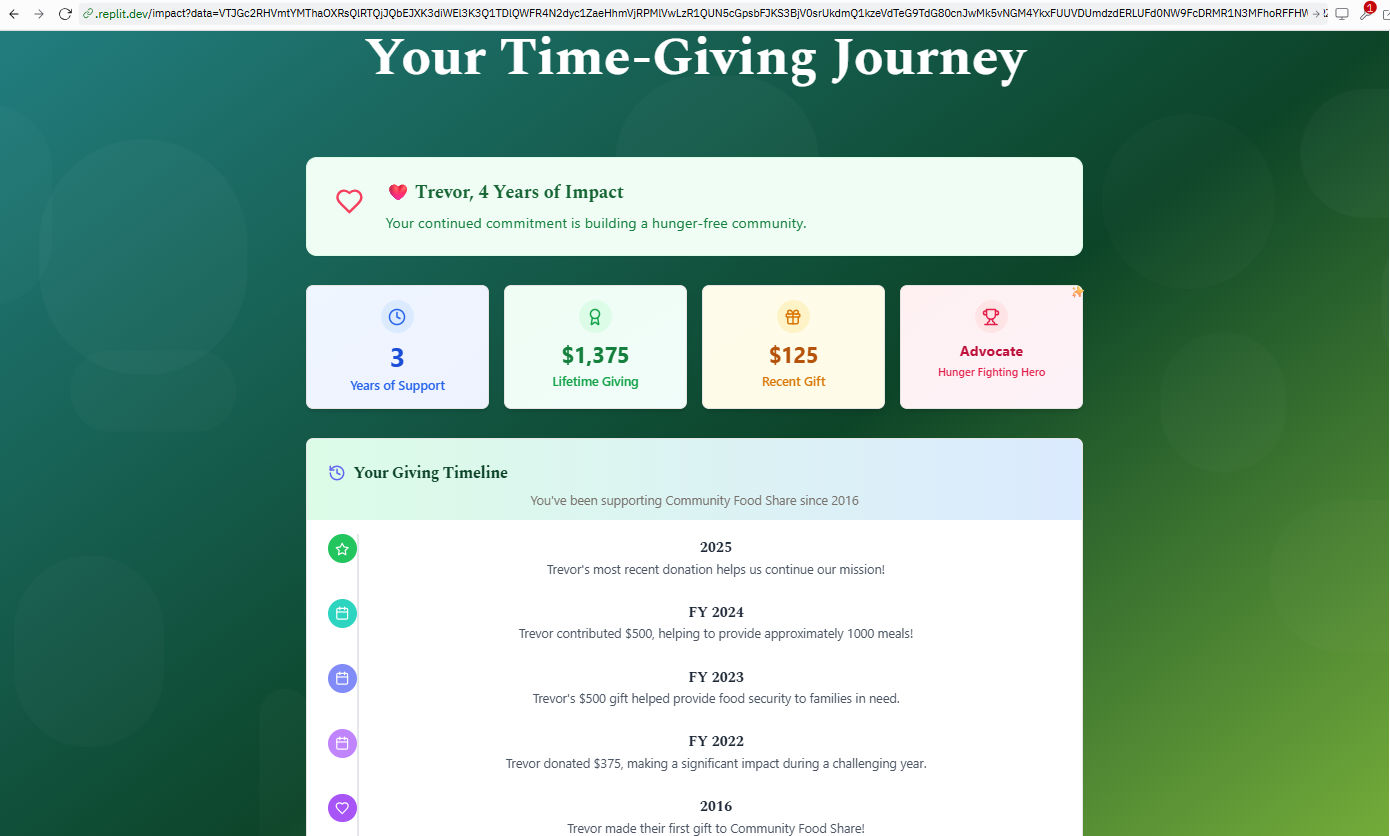 .replit.dev/impact?data=
1
Your Time-Giving Journey
Trevor, 4 Years of Impact
Your continued commitment is building a hunger-free community.
3
Years of Support
$1,375
Lifetime Giving
$125
Recent Gift
Advocate
Hunger Fighting Hero
Your Giving Timeline
You've been supporting Community Food Share since 2016
2025
Trevor's most recent donation helps us continue our mission!
FY 2024
Trevor contributed $500, helping to provide approximately 1000 meals!
FY 2023
Trevor's $500 gift helped provide food security to families in need.
FY 2022
Trevor donated $375, making a significant impact during a challenging year.
2016
Trevor made their first gift to Community Food Share!